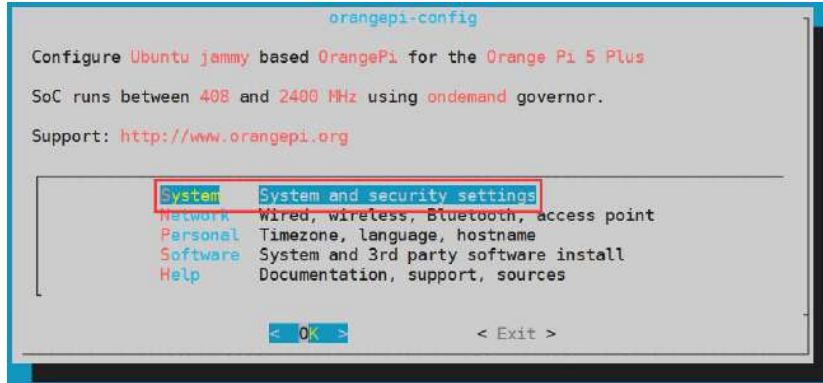 orangepi-config
Configure Ubuntu jammy based OrangePi for the Orange Pi 5 Plus
SoC runs between 408 and 2400 MHz using ondemand governor.
Support: http://www.orangepi.org
System System and security settings
Network Wired, wireless, Bluetooth, access point
Personal Timezone, language, hostname
Software System and 3rd party software install
Help Documentation, support, sources
< OK > < Exit >